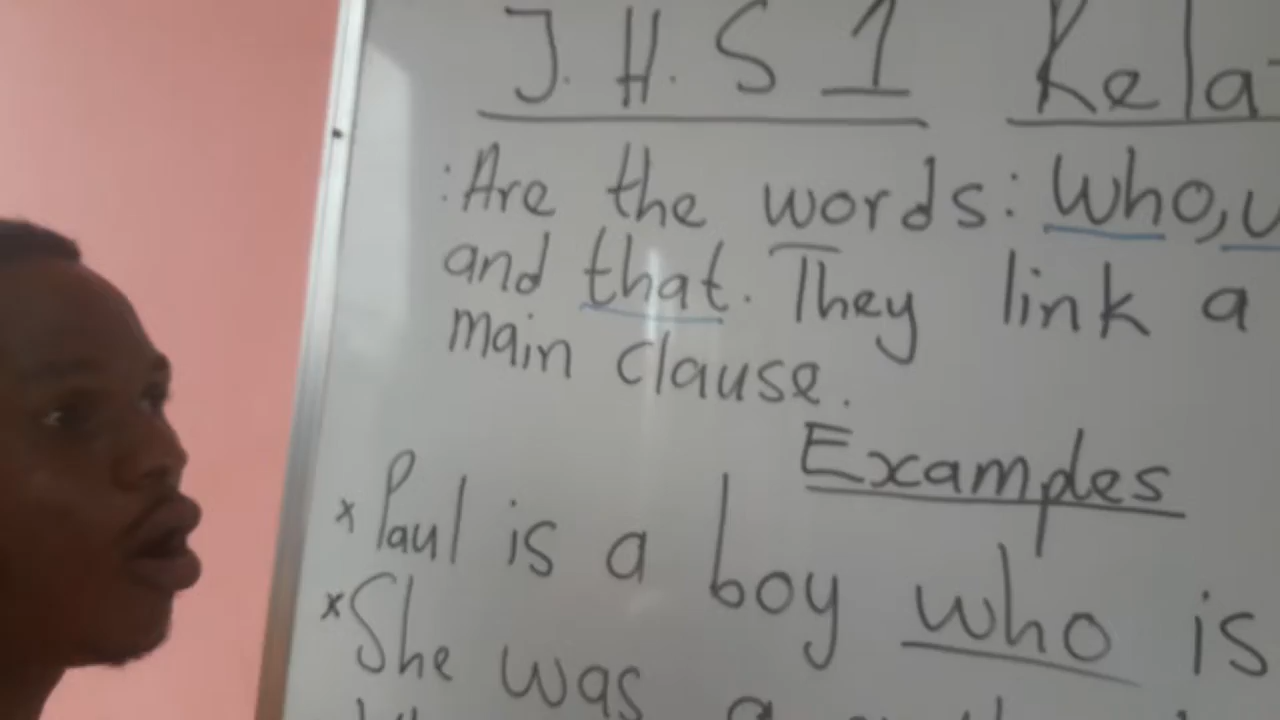 J.H.S 1 Rela
: Are the words: Who,
and that. They link a
main clause.
Examples
x Paul is a boy who is
x She was a